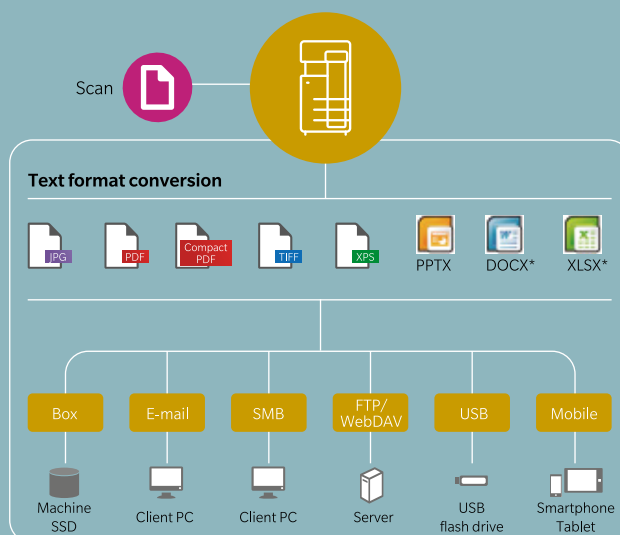 Scan
Text format conversion
JPG
PDF
Compact
PDF
TIFF
XPS
PPTX
DOCX*
XLSX*
Box
E-mail
SMB
FTP/
WebDAV
USB
Mobile
Machine
SSD
Client PC
Client PC
Server
USB
flash drive
Smartphone
Tablet